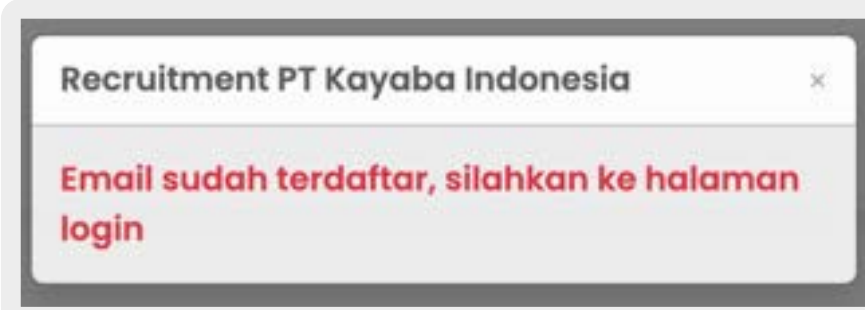 Recruitment PT Kayaba Indonesia ×
Email sudah terdaftar, silahkan ke halaman
login